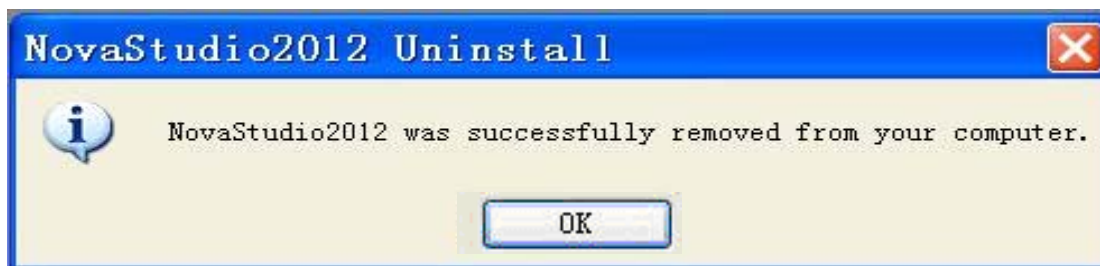 NovaStudio2012 Uninstall
NovaStudio2012 was successfully removed from your computer.
OK